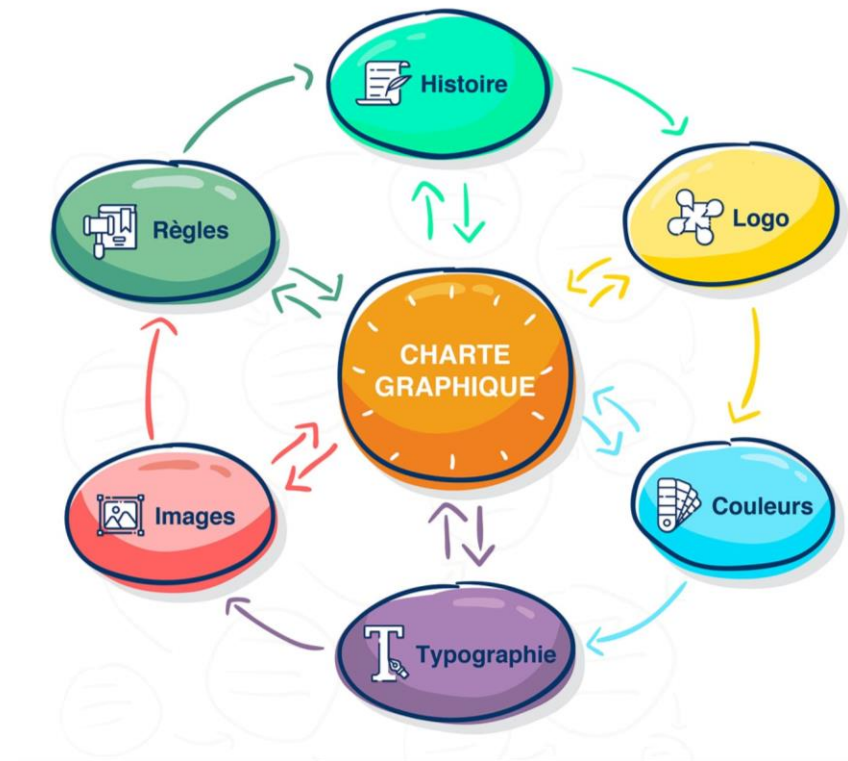 Histoire
Logo
Règles
CHARTE
GRAPHIQUE
Couleurs
Images
Typographie